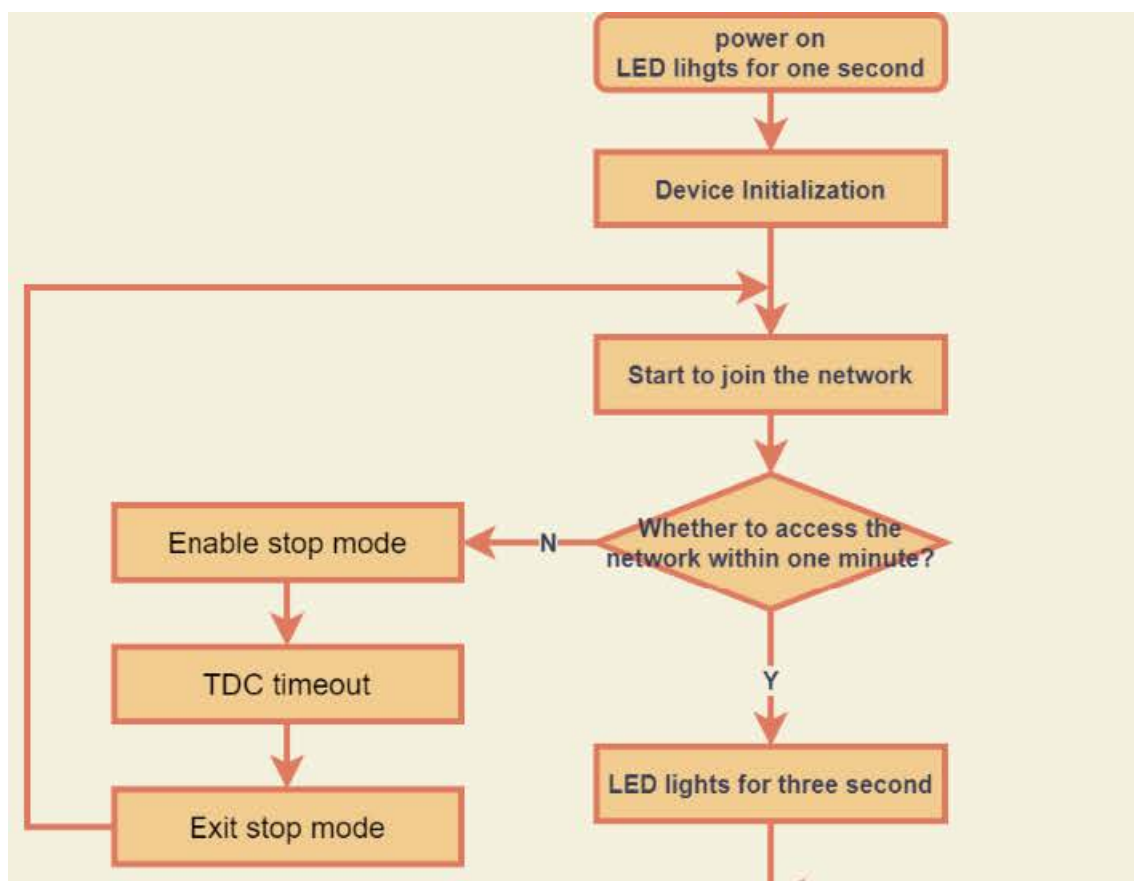 power on
LED lihgts for one second
Device Initialization
Start to join the network
Whether to access the
network within one minute?
N
Enable stop mode
TDC timeout
Exit stop mode
Y
LED lights for three second